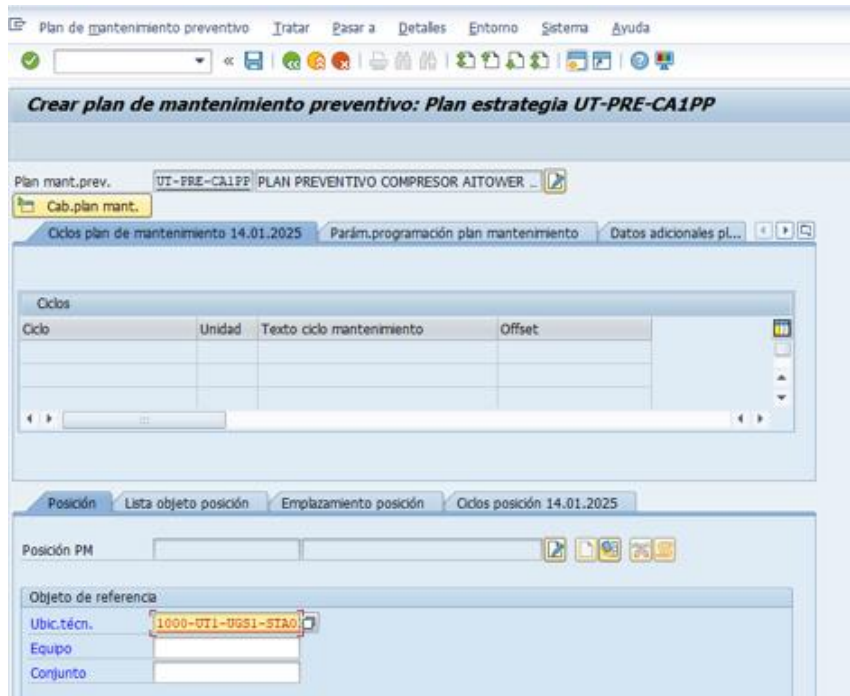 Plan de mantenimiento preventivo Tratar Pasar a Detalles Entorno Sistema Ayuda
Crear plan de mantenimiento preventivo: Plan estrategia UT-PRE-CA1PP
Plan mant.prev. UT-PRE-CA1PP PLAN PREVENTIVO COMPRESOR AITOWER ..
Cab.plan mant.
Ciclos plan de mantenimiento 14.01.2025 Parám.programación plan mantenimiento Datos adicionales pl...
Ciclos
Ciclo Unidad Texto ciclo mantenimiento Offset
Posición Lista objeto posición Emplazamiento posición Ciclos posición 14.01.2025
Posición PM
Objeto de referencia
Ubic.técn. 1000-UT1-UGS1-STA0
Equipo
Conjunto